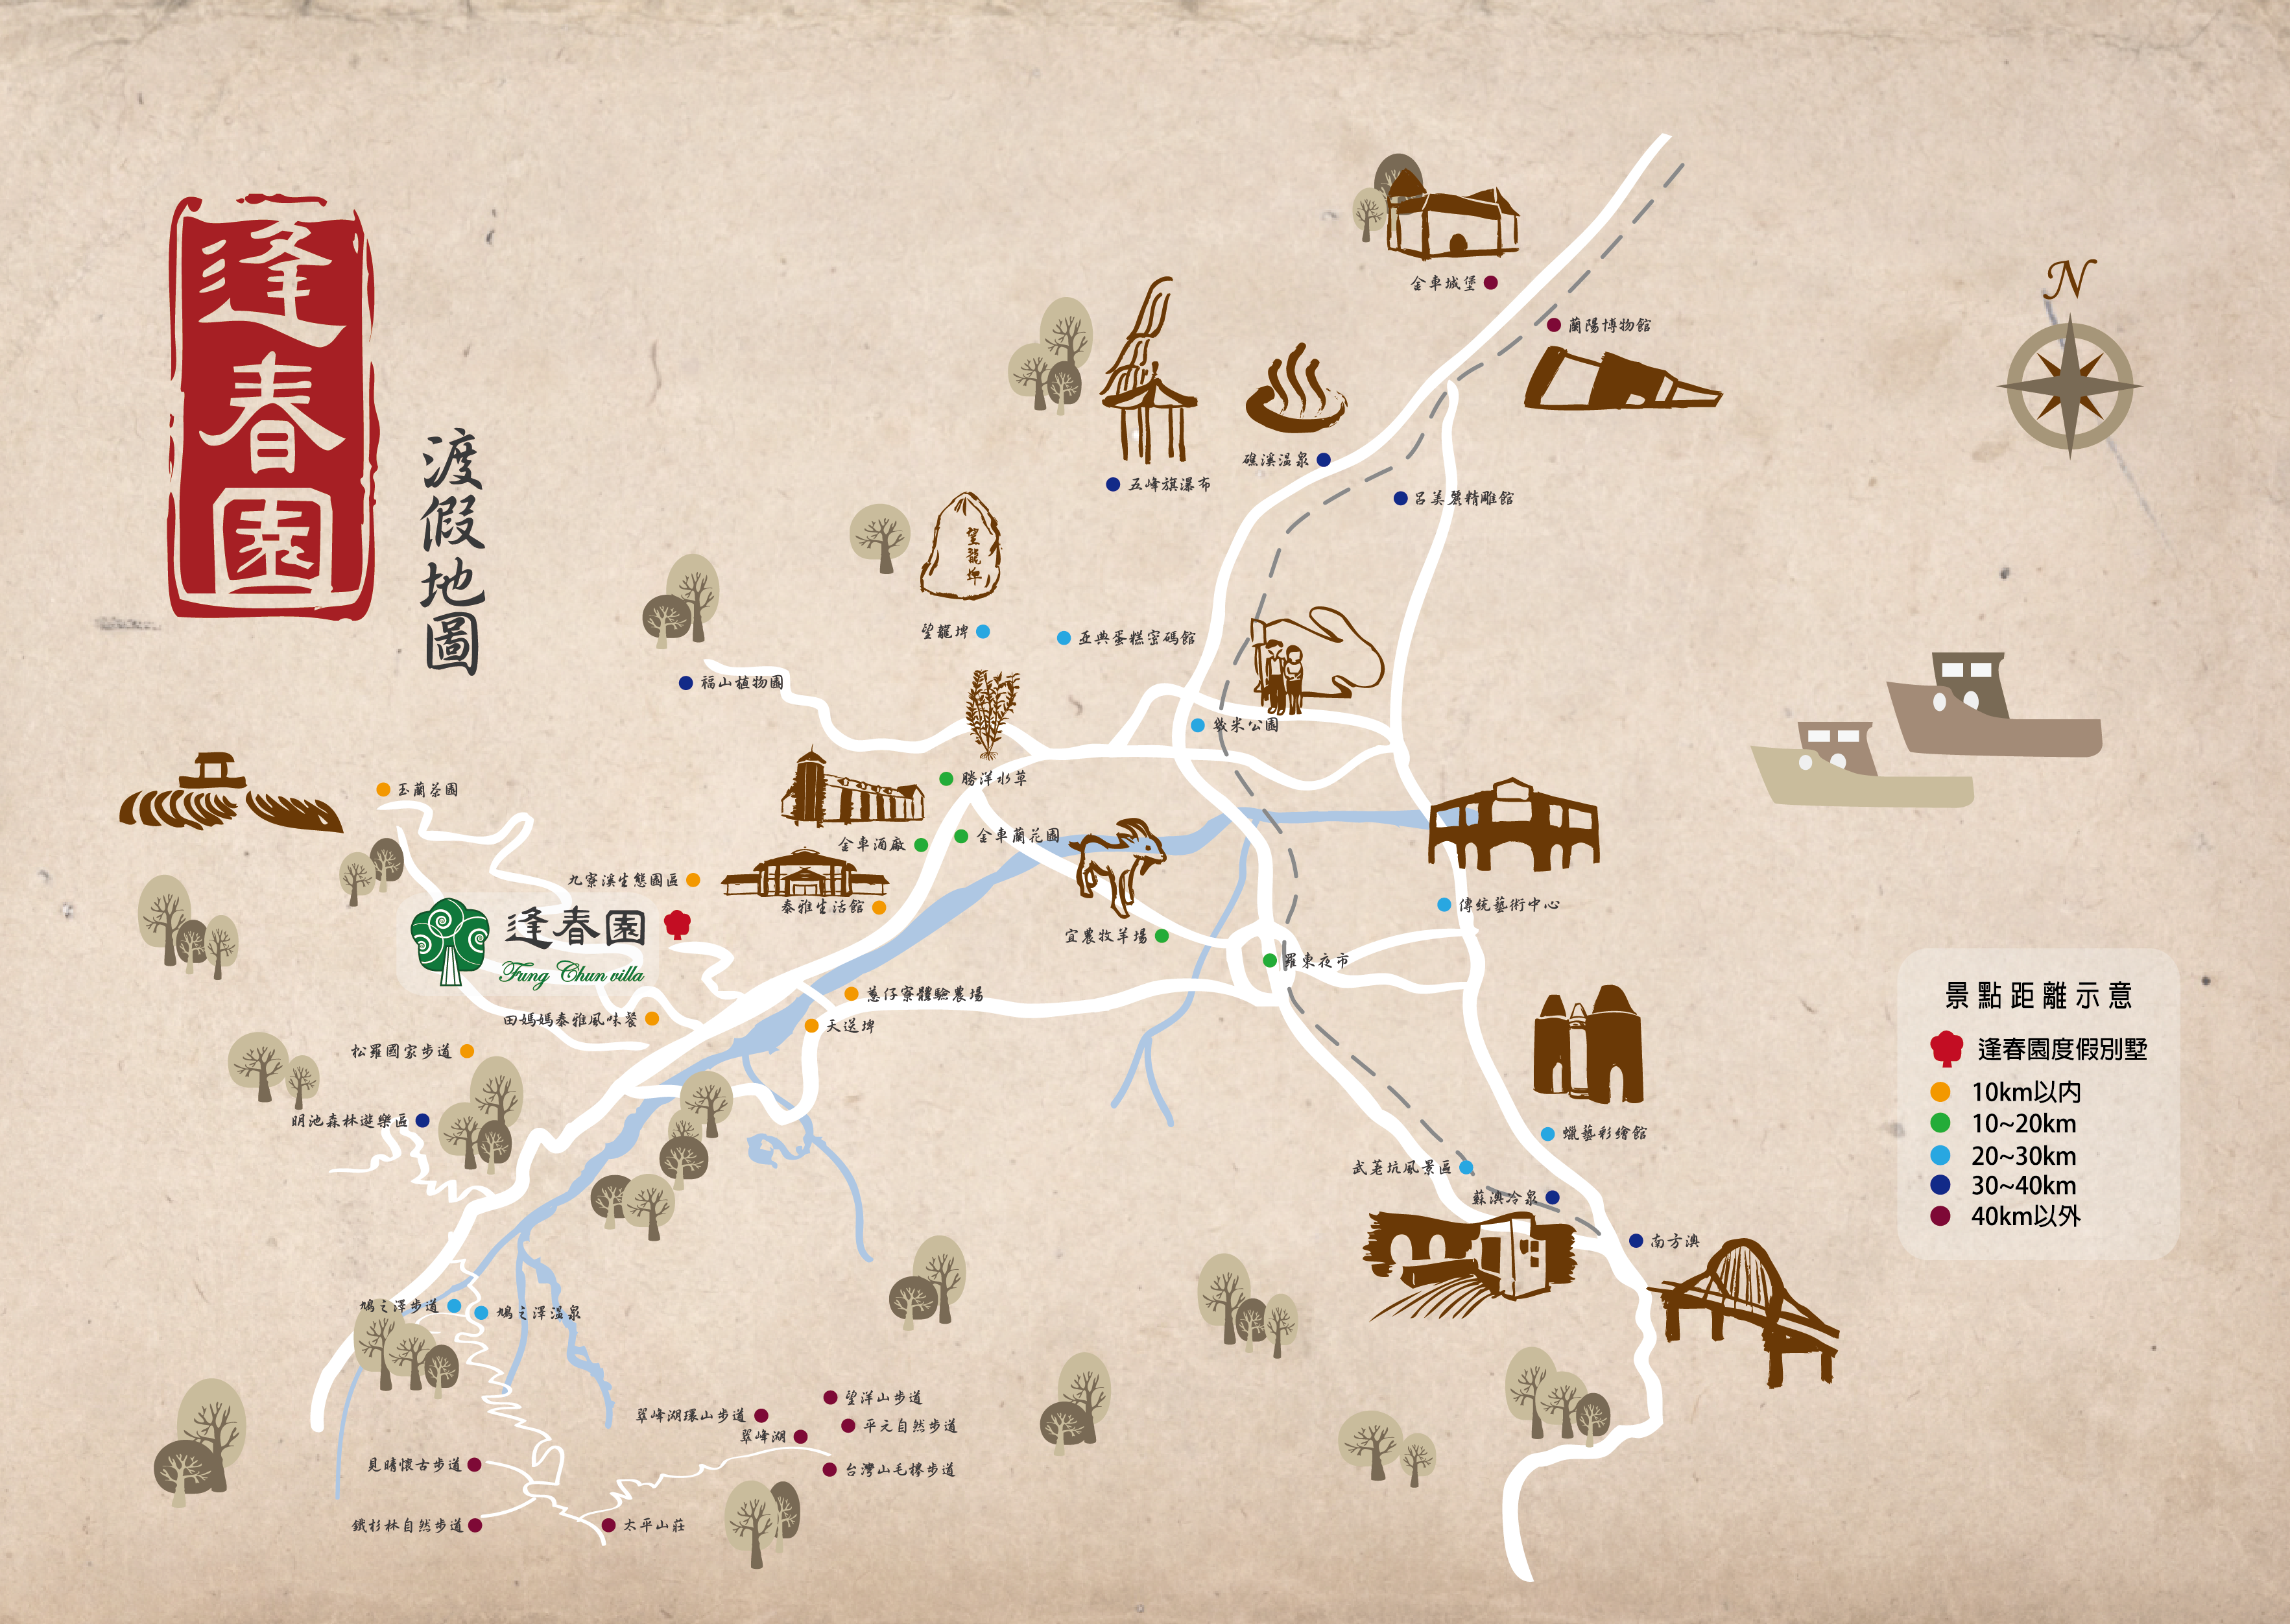 逢春園
渡假地圖
N
金車城堡
蘭陽博物館
礁溪溫泉
五峰旗瀑布
呂美麗精雕館
望龍埤
望龍埤
亞典蛋糕密碼館
福山植物園
幾米公園
勝洋水草
玉蘭茶園
金車酒廠
金車蘭花園
九寮溪生態園區
泰雅生活館
傳統藝術中心
逢春園
Fung Chun villa
宜農牧羊場
羅東夜市
蔥仔寮體驗農場
天送埤
田媽媽泰雅風味餐
松羅國家步道
明池森林遊樂區
蠟藝彩繪館
武荖坑風景區
蘇澳冷泉
南方澳
鳩之澤步道
鳩之澤溫泉
望洋山步道
翠峰湖環山步道
平元自然步道
翠峰湖
見晴懷古步道
台灣山毛櫸步道
鐵杉林自然步道
太平山莊
景點距離示意
逢春園度假別墅
10km以內
10~20km
20~30km
30~40km
40km以外